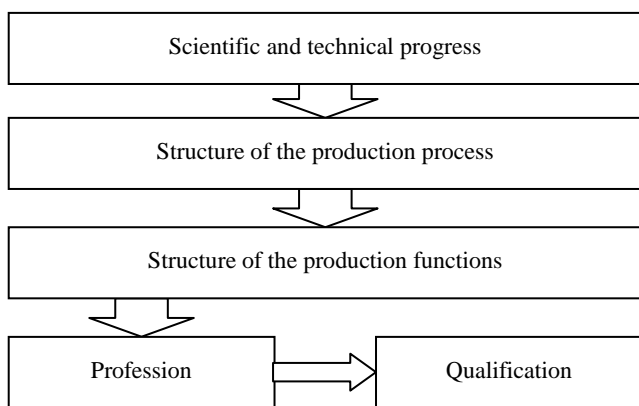 Scientific and technical progress
Structure of the production process
Structure of the production functions
Profession
Qualification